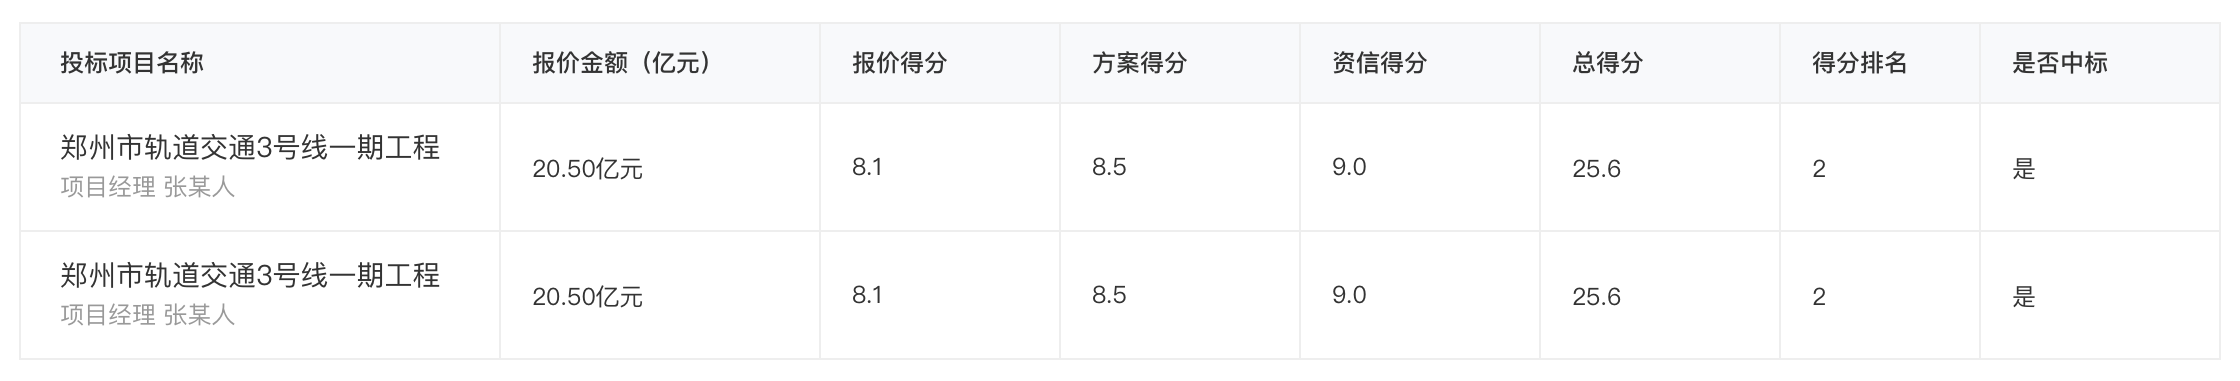 投标项目名称 报价金额（亿元） 报价得分 方案得分 资信得分 总得分 得分排名 是否中标
郑州市轨道交通3号线一期工程
项目经理 张某人
20.50亿元 8.1 8.5 9.0 25.6 2 是
郑州市轨道交通3号线一期工程
项目经理 张某人
20.50亿元 8.1 8.5 9.0 25.6 2 是